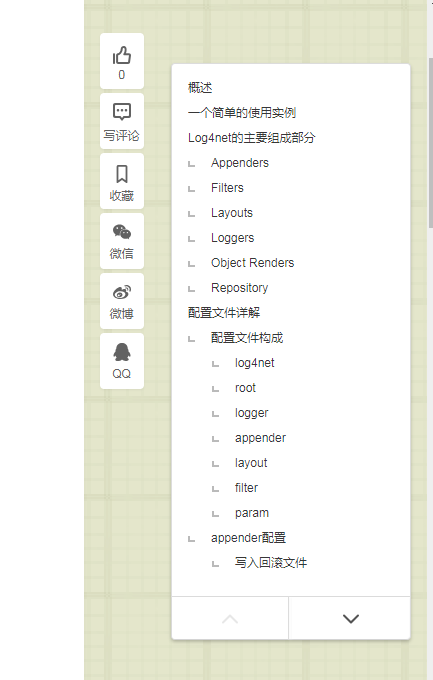 0
写评论
收藏
微信
微博
QQ
概述
一个简单的使用实例
Log4net的主要组成部分
Appenders
Filters
Layouts
Loggers
Object Renders
Repository
配置文件详解
配置文件构成
log4net
root
logger
appender
layout
filter
param
appender配置
写入回滚文件